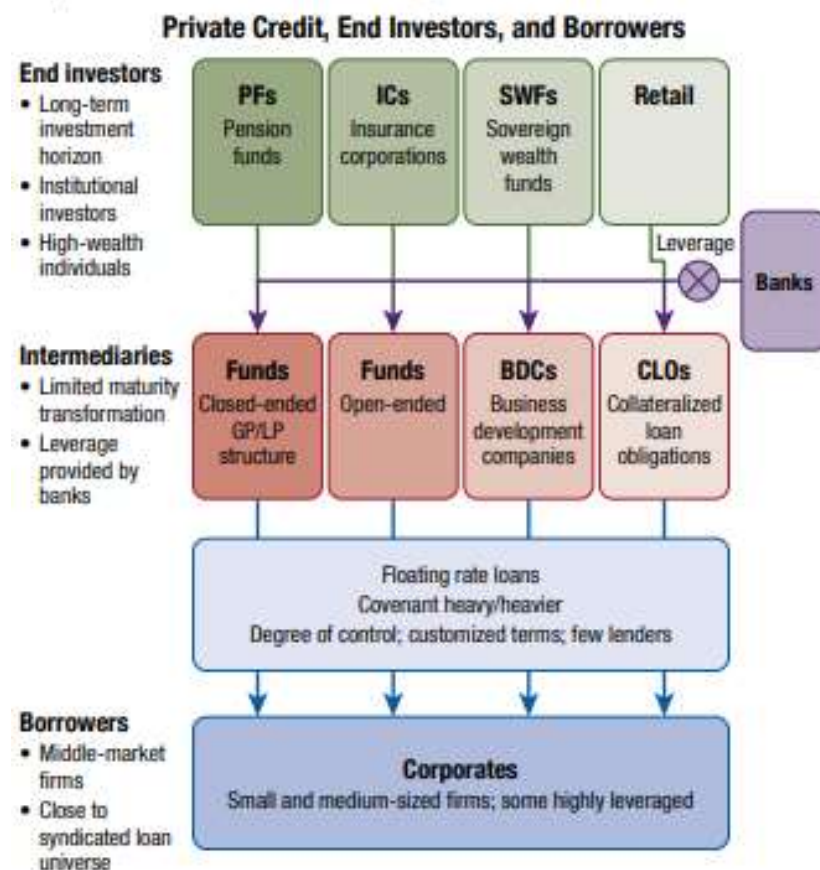 Private Credit, End Investors, and Borrowers
End investors
• Long-term
investment
horizon
• Institutional
investors
• High-wealth
individuals
PFs
Pension
funds
ICs
Insurance
corporations
SWFs
Sovereign
wealth
funds
Retail
Leverage
Banks
Intermediaries
• Limited maturity
transformation
• Leverage
provided by
banks
Funds
Closed-ended
GP/LP
structure
Funds
Open-ended
BDCs
Business
development
companies
CLOs
Collateralized
loan
obligations
Floating rate loans
Covenant heavy/heavier
Degree of control; customized terms; few lenders
Borrowers
• Middle-market
firms
• Close to
syndicated loan
universe
Corporates
Small and medium-sized firms; some highly leveraged